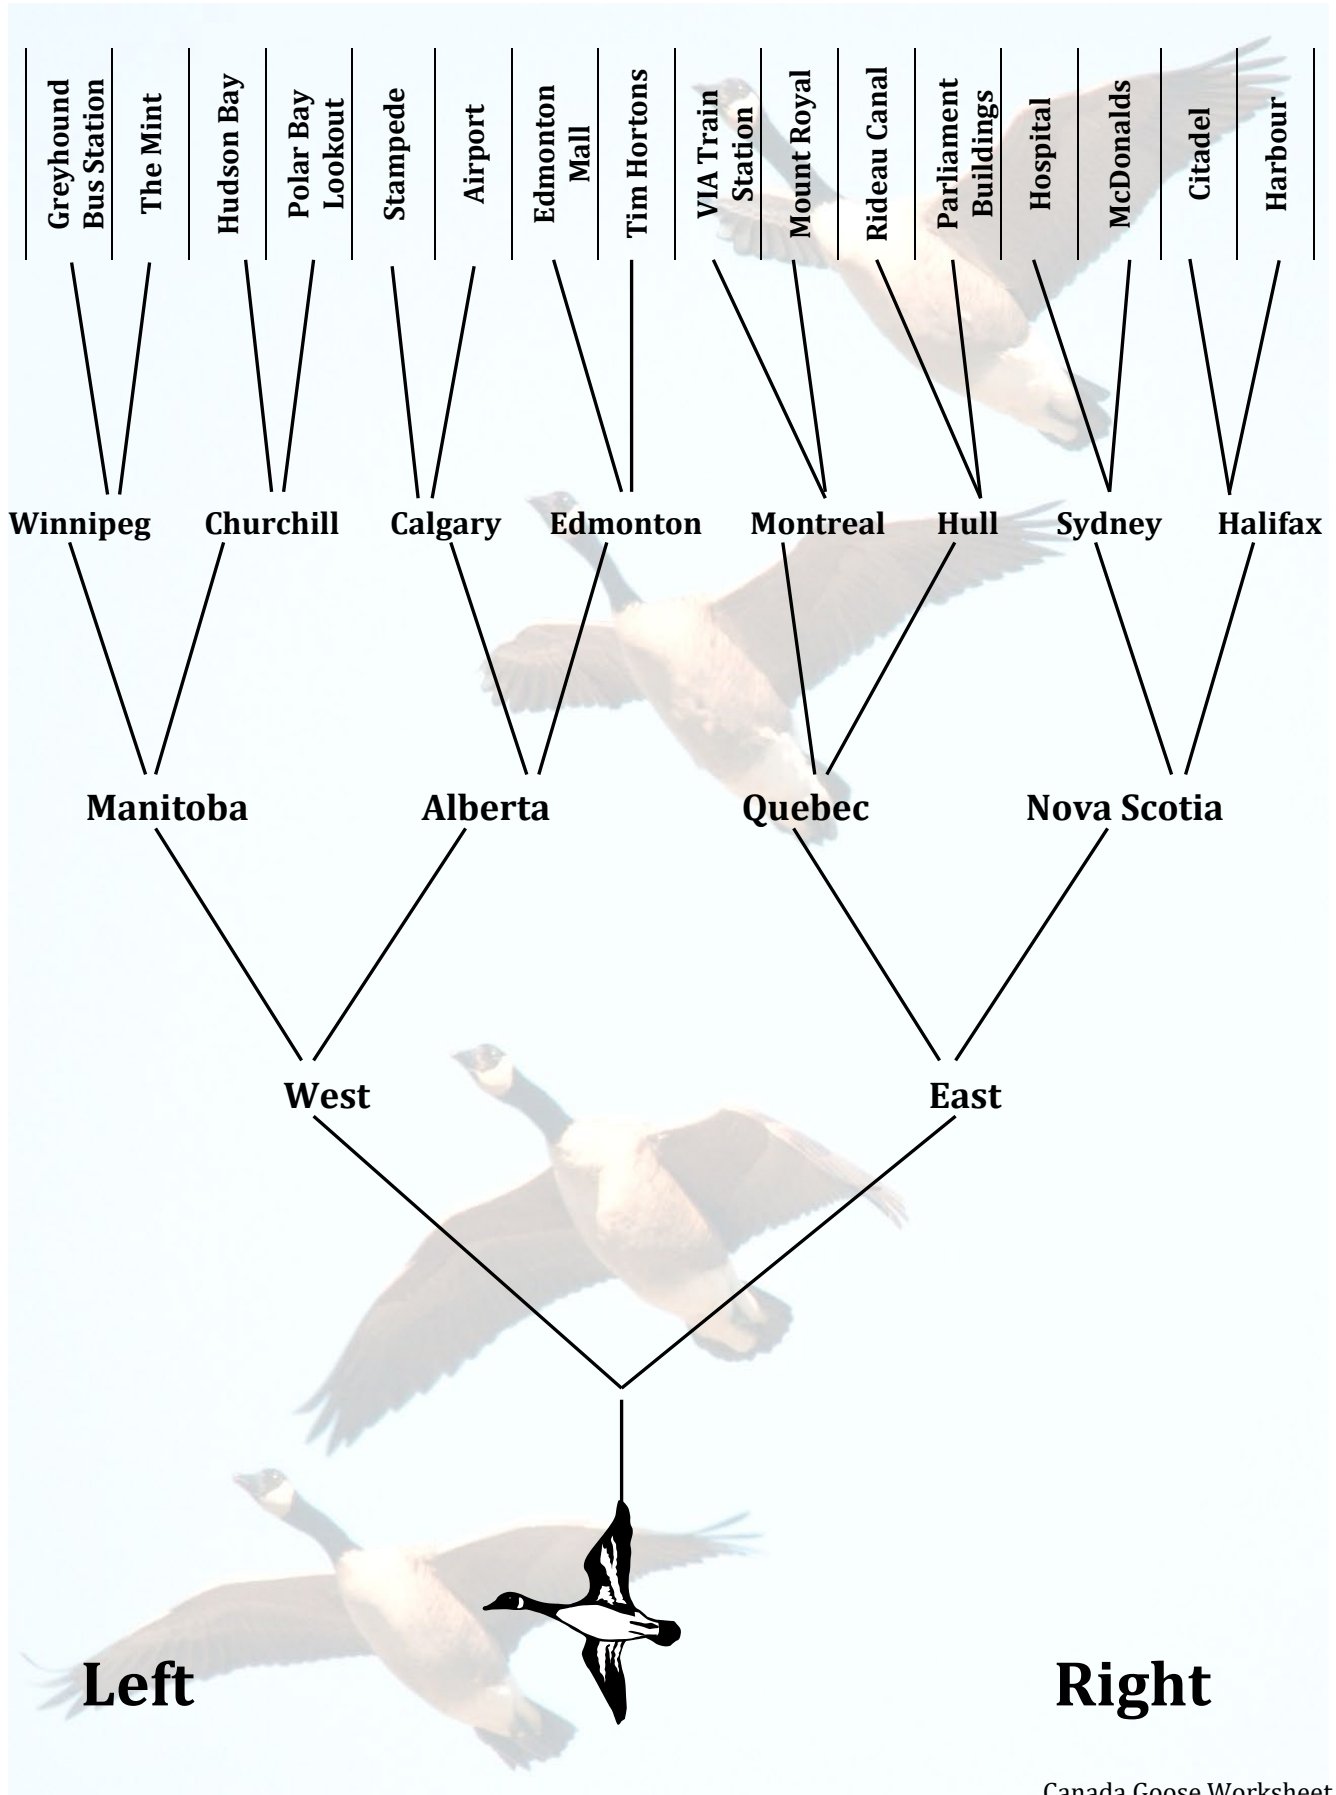 Greyhound
Bus Station
The Mint
Hudson Bay
Polar Bay
Lookout
Stampede
Airport
Edmonton
Mall
Tim Hortons
VIA Train
Station
Mount Royal
Rideau Canal
Parliament
Buildings
Hospital
McDonalds
Citadel
Harbour
Winnipeg
Churchill
Calgary
Edmonton
Montreal
Hull
Sydney
Halifax
Manitoba
Alberta
Quebec
Nova Scotia
West
East
Left
Right
Canada Goose Worksheet